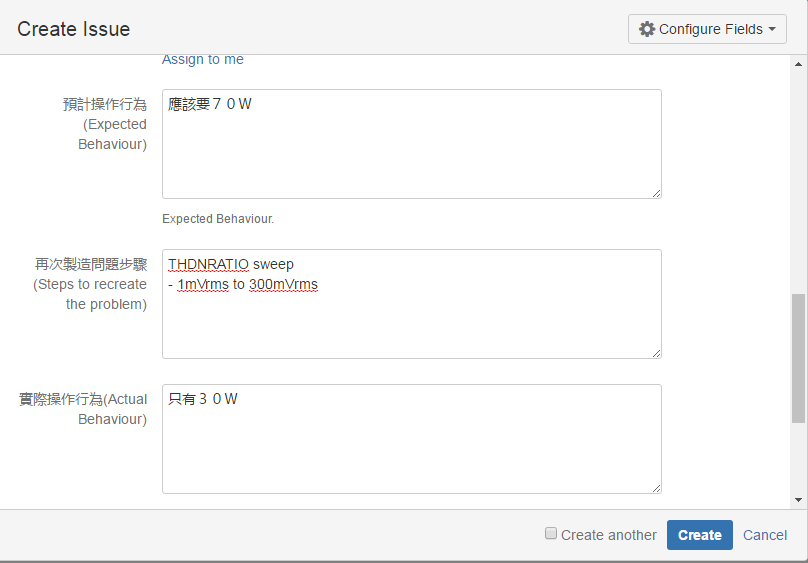 Create Issue
Configure Fields
Assign to me
預計操作行為
(Expected
Behaviour)
應該要７０W
Expected Behaviour.
再次製造問題步驟
(Steps to recreate
the problem)
THDNRATIO sweep
- 1mVrms to 300mVrms
實際操作行為(Actual
Behaviour)
只有３０W
Create another
Create
Cancel